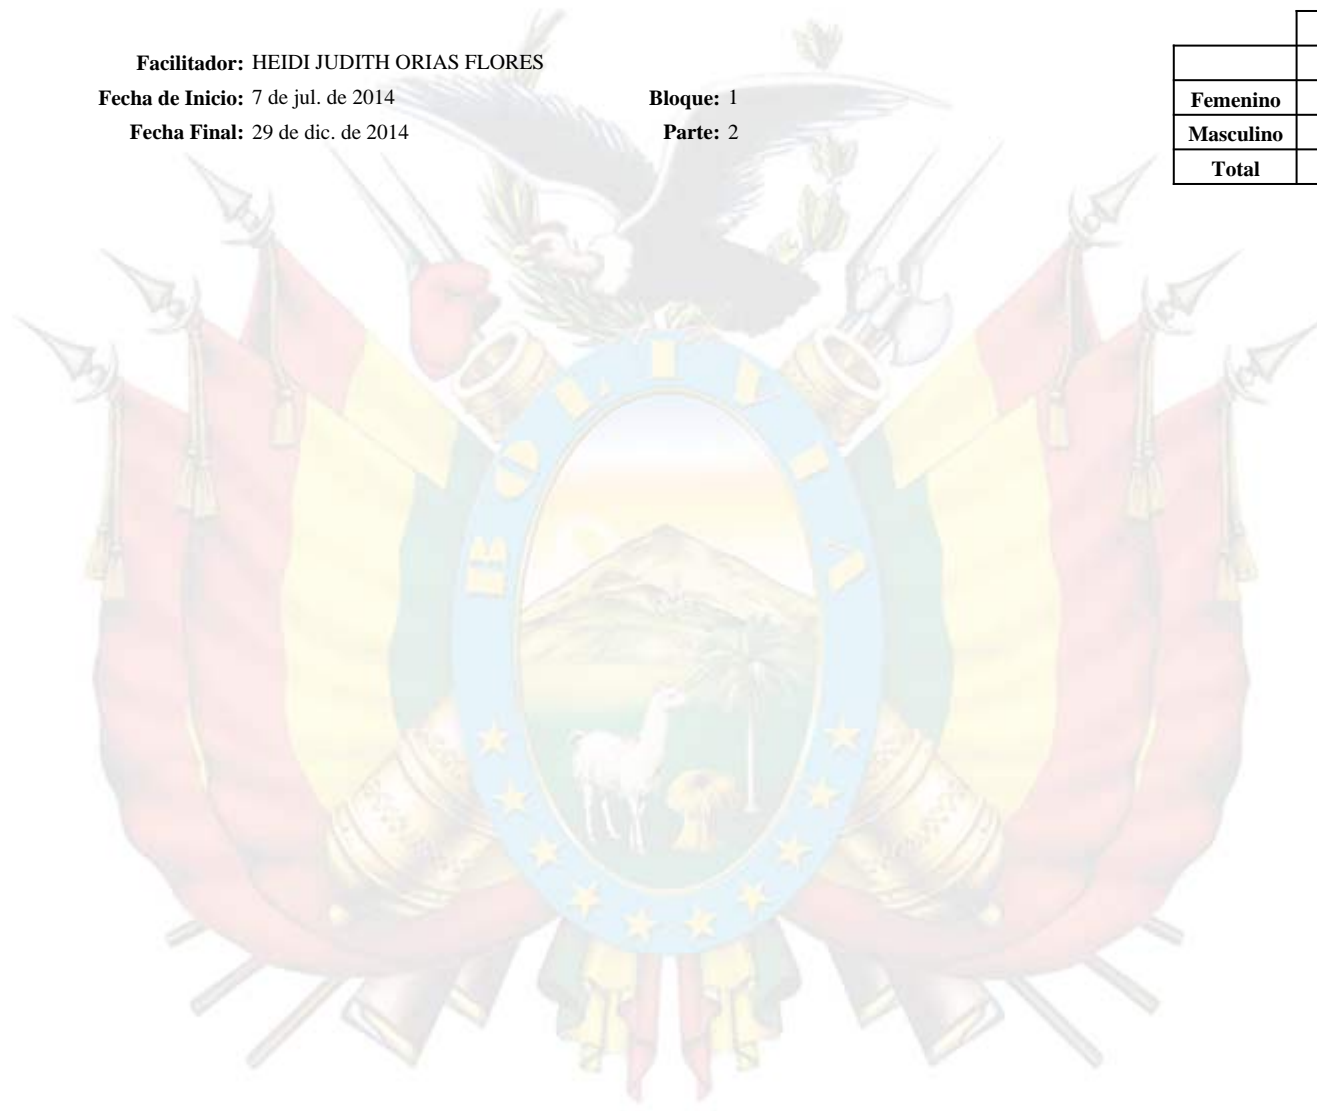 Facilitador: HEIDI JUDITH ORIAS FLORES
Fecha de Inicio: 7 de jul. de 2014 Bloque: 1
Fecha Final: 29 de dic. de 2014 Parte: 2
Femenino
Masculino
Total
BOLIVIA